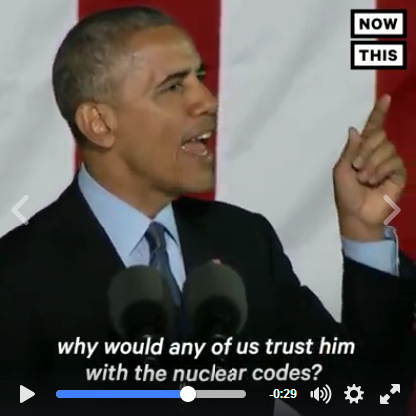 NOW
THIS
why would any of us trust him
with the nuclear codes?
-0:29